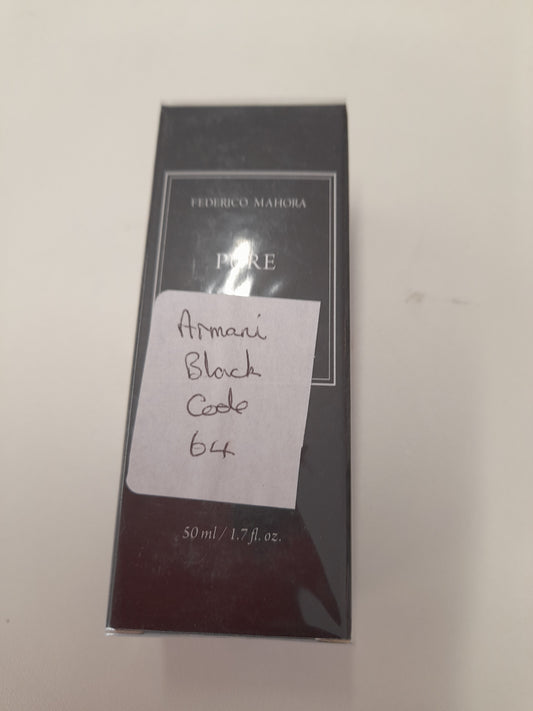 FEDERICO MAHORA
PURE
Armani
Black
Code
64
50 ml / 1.7 fl. oz.